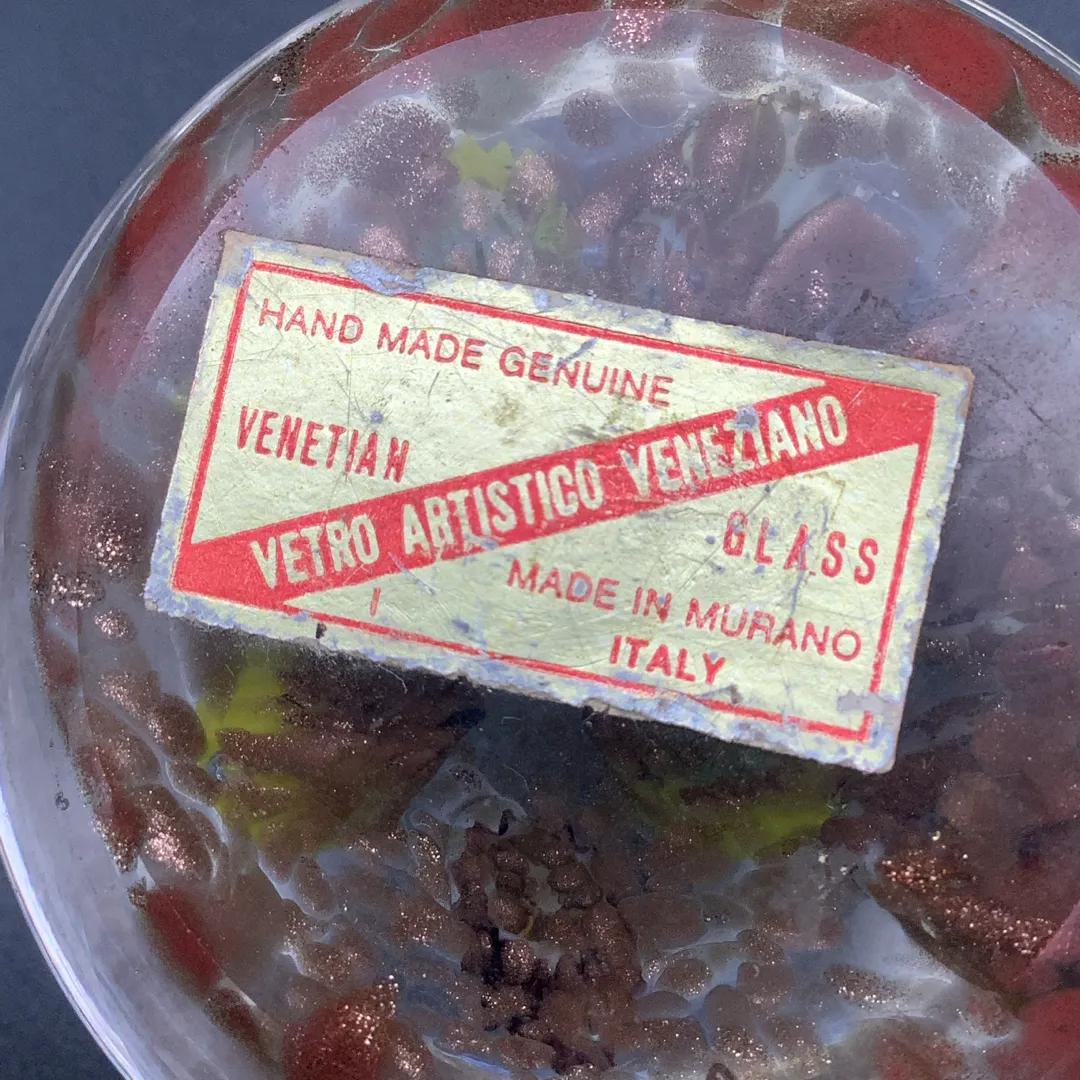 HAND MADE GENUINE
VENETIAN
VETRO ARTISTICO VENEZIANO
GLASS
MADE IN MURANO
ITALY